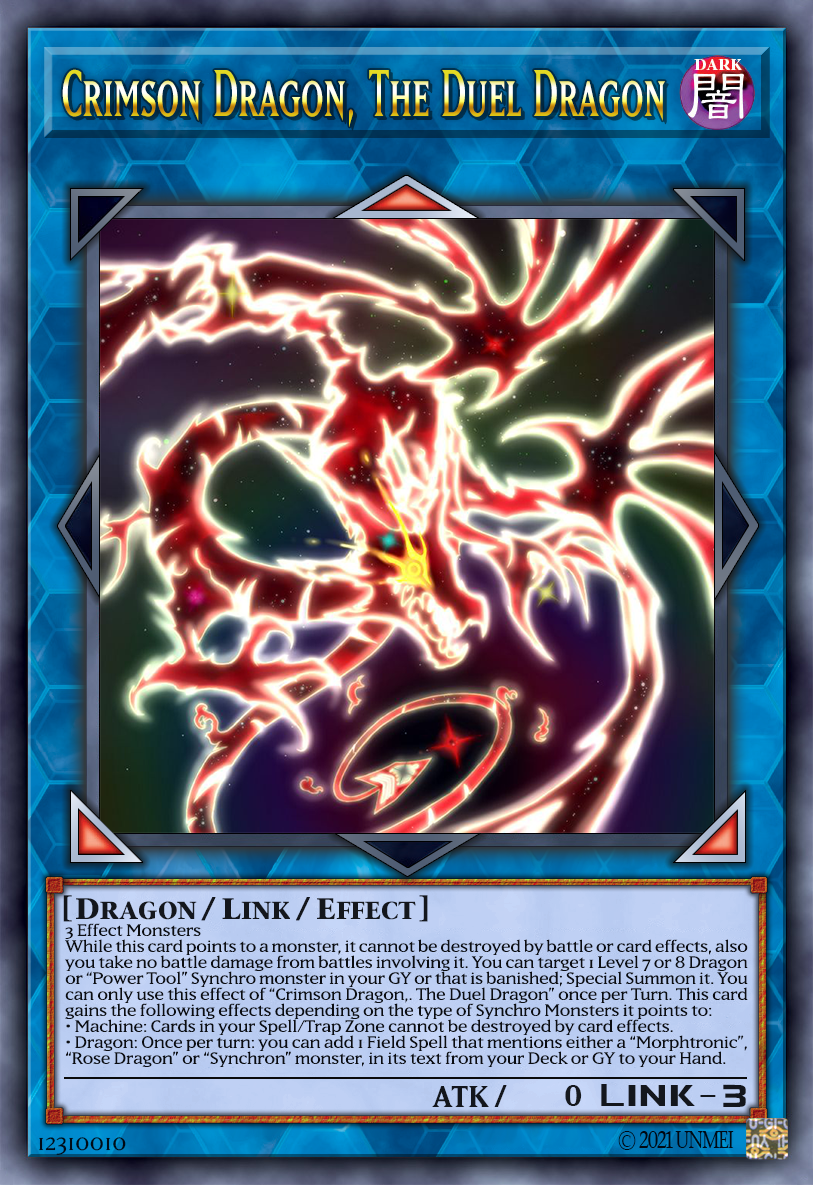 Crimson Dragon, The Duel Dragon
DARK
闇
[Dragon / Link / Effect]
3 Effect Monsters
While this card points to a monster, it cannot be destroyed by battle or card effects, also
you take no battle damage from battles involving it. You can target 1 Level 7 or 8 Dragon
or “Power Tool” Synchro monster in your GY or that is banished; Special Summon it. You
can only use this effect of “Crimson Dragon,. The Duel Dragon” once per Turn. This card
gains the following effects depending on the type of Synchro Monsters it points to:
• Machine: Cards in your Spell/Trap Zone cannot be destroyed by card effects.
• Dragon: Once per turn: you can add 1 Field Spell that mentions either a “Morphtronic”,
“Rose Dragon” or “Synchron” monster, in its text from your Deck or GY to your Hand.
ATK / 0 LINK-3
12310010
© 2021 UNMEI